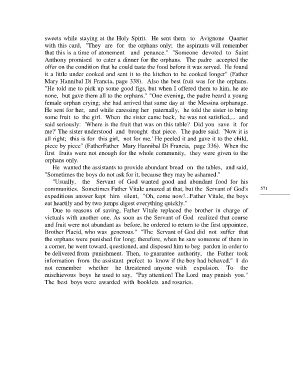 sweets while staying at the Holy Spirit. He sent them to Avignone Quarter
with this card, "They are for the orphans only; the aspirants will remember
that this is a time of atonement and penance." "Someone devoted to Saint
Anthony promised to cater a dinner for the orphans. The padre accepted the
offer on the condition that he could taste the food before it was served. He found
it a little under cooked and sent it to the kitchen to be cooked longer" (Father
Mary Hannibal Di Francia, page 338). Also the best fruit was for the orphans.
"He told me to pick up some good figs, but when I offered them to him, he ate
none, but gave them all to the orphans." "One evening, the padre heard a young
female orphan crying; she had arrived that same day at the Messina orphanage.
He sent for her, and while caressing her paternally, he told the sister to bring
some fruit to the girl. When the sister came back, he was not satisfied,... and
said seriously: 'Where is the fruit that was on this table? Did you save it for
me?' The sister understood and brought that piece. The padre said: 'Now it is
all right; this is for this girl, not for me.' He peeled it and gave it to the child,
piece by piece" (FatherFather Mary Hannibal Di Francia, page 336). When the
first fruits were not enough for the whole community, they were given to the
orphans only.
He wanted the assistants to provide abundant bread on the tables, and said,
"Sometimes the boys do not ask for it, because they may be ashamed."
"Usually, the Servant of God wanted good and abundant food for his
communities. Sometimes Father Vitale arrived at that, but the Servant of God's
expeditious answer kept him silent, "Oh, come now!...Father Vitale, the boys
eat heartily and by two jumps digest everything quickly."
Due to reasons of saving, Father Vitale replaced the brother in charge of
victuals with another one. As soon as the Servant of God realized that course
and fruit were not abundant as before, he ordered to return to the first appointee,
Brother Placid, who was generous." "The Servant of God did not suffer that
the orphans were punished for long; therefore, when he saw someone of them in
a corner, he went toward, questioned, and disposed him to beg pardon in order to
be delivered from punishment. Then, to guarantee authority, the Father took
information from the assistant prefect to know if the boy had behaved." I do
not remember whether he threatened anyone with expulsion. To the
mischievous boys he used to say, "Pay attention! The Lord may punish you."
The best boys were awarded with booklets and rosaries.
551